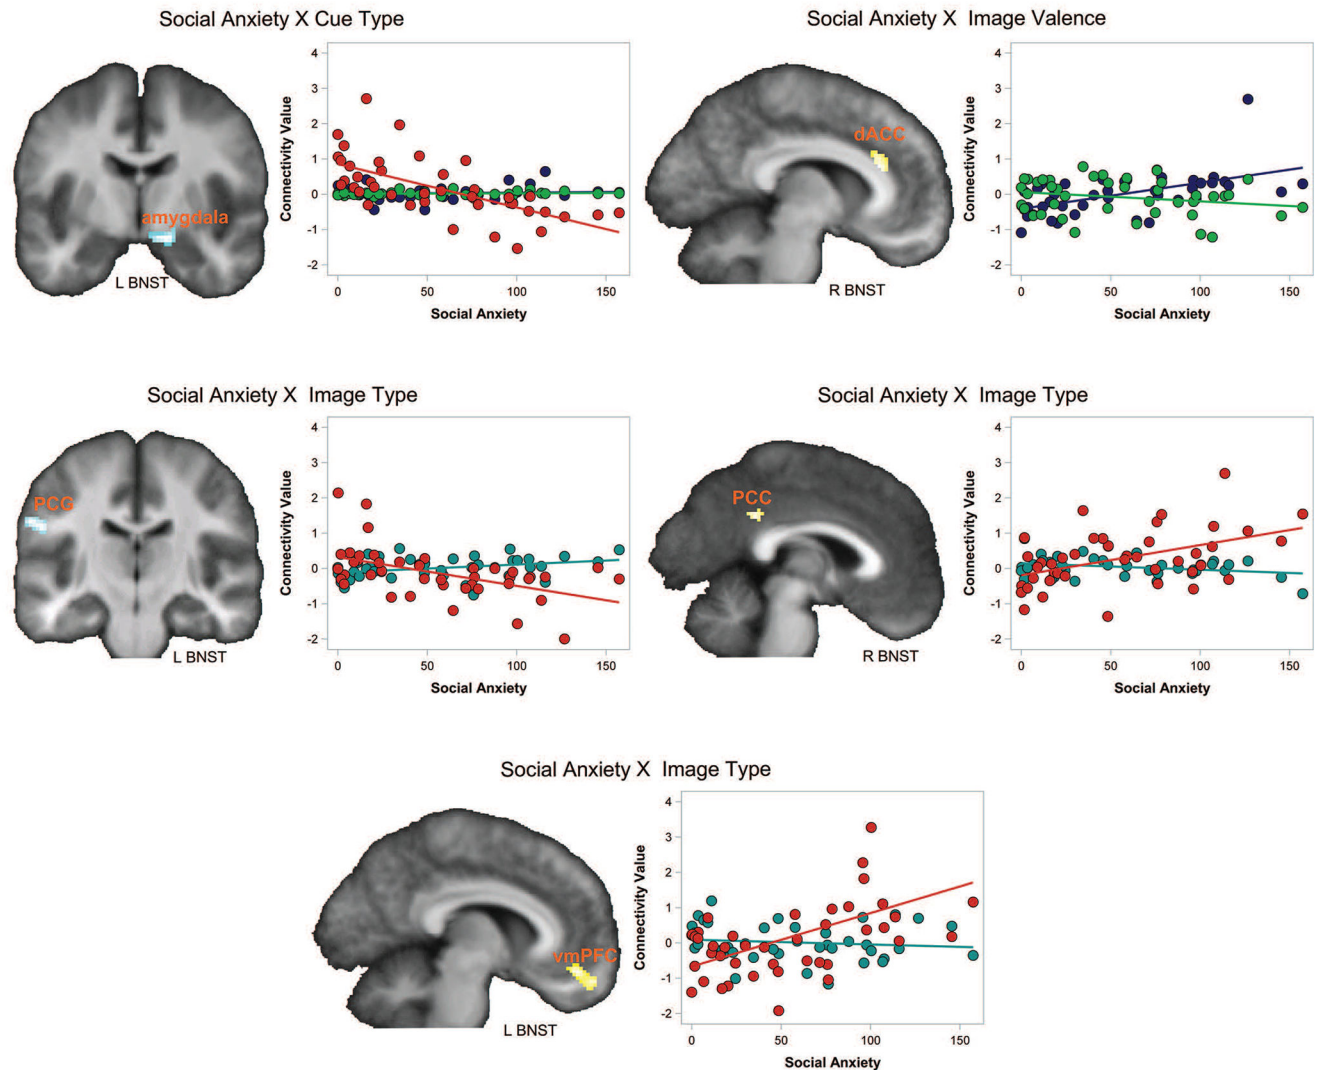 Social Anxiety X Cue Type
Social Anxiety X Image Valence
amygdala
L BNST
Connectivity Value
4
3
2
1
0
-1
-2
0 50 100 150
Social Anxiety
dACC
R BNST
Connectivity Value
4
3
2
1
0
-1
-2
0 50 100 150
Social Anxiety
Social Anxiety X Image Type
Social Anxiety X Image Type
PCG
L BNST
Connectivity Value
4
3
2
1
0
-1
-2
0 50 100 150
Social Anxiety
PCC
R BNST
Connectivity Value
4
3
2
1
0
-1
-2
0 50 100 150
Social Anxiety
Social Anxiety X Image Type
vmPFC
L BNST
Connectivity Value
4
3
2
1
0
-1
-2
0 50 100 150
Social Anxiety